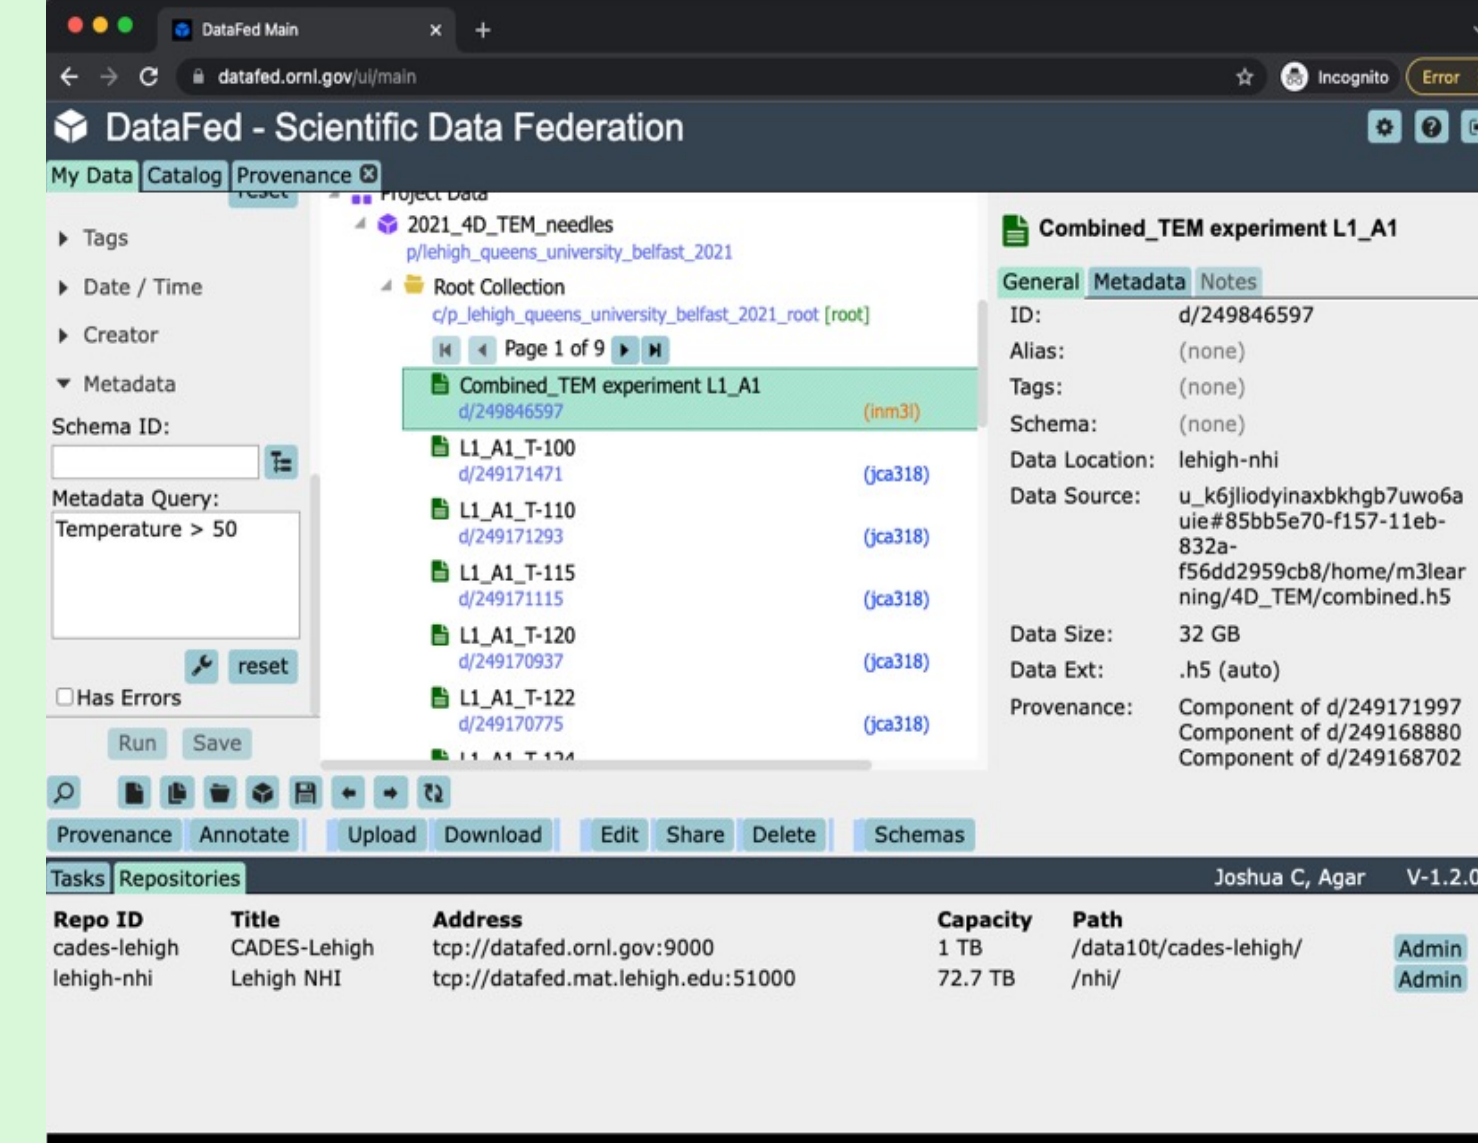 DataFed Main
datafed.ornl.gov/ui/main
Incognito
Error
DataFed - Scientific Data Federation
My Data Catalog Provenance
reset
Tags
Date / Time
Creator
Metadata
Schema ID:
Metadata Query:
Temperature > 50
reset
Has Errors
Run Save
Project Data
2021_4D_TEM_needles
p/lehigh_queens_university_belfast_2021
Root Collection
c/p_lehigh_queens_university_belfast_2021_root [root]
Page 1 of 9
Combined_TEM experiment L1_A1
d/249846597 (inm3l)
L1_A1_T-100
d/249171471 (jca318)
L1_A1_T-110
d/249171293 (jca318)
L1_A1_T-115
d/249171115 (jca318)
L1_A1_T-120
d/249170937 (jca318)
L1_A1_T-122
d/249170775 (jca318)
L1_A1_T-124
Combined_TEM experiment L1_A1
General Metadata Notes
ID: d/249846597
Alias: (none)
Tags: (none)
Schema: (none)
Data Location: lehigh-nhi
Data Source: u_k6jliodyinaxbkhgb7uwo6a
uie#85bb5e70-f157-11eb-
832a-
f56dd2959cb8/home/m3lear
ning/4D_TEM/combined.h5
Data Size: 32 GB
Data Ext: .h5 (auto)
Provenance: Component of d/249171997
Component of d/249168880
Component of d/249168702
Provenance Annotate Upload Download Edit Share Delete Schemas
Tasks Repositories
Joshua C, Agar V-1.2.0
Repo ID Title Address Capacity Path
cades-lehigh CADES-Lehigh tcp://datafed.ornl.gov:9000 1 TB /data10t/cades-lehigh/ Admin
lehigh-nhi Lehigh NHI tcp://datafed.mat.lehigh.edu:51000 72.7 TB /nhi/ Admin